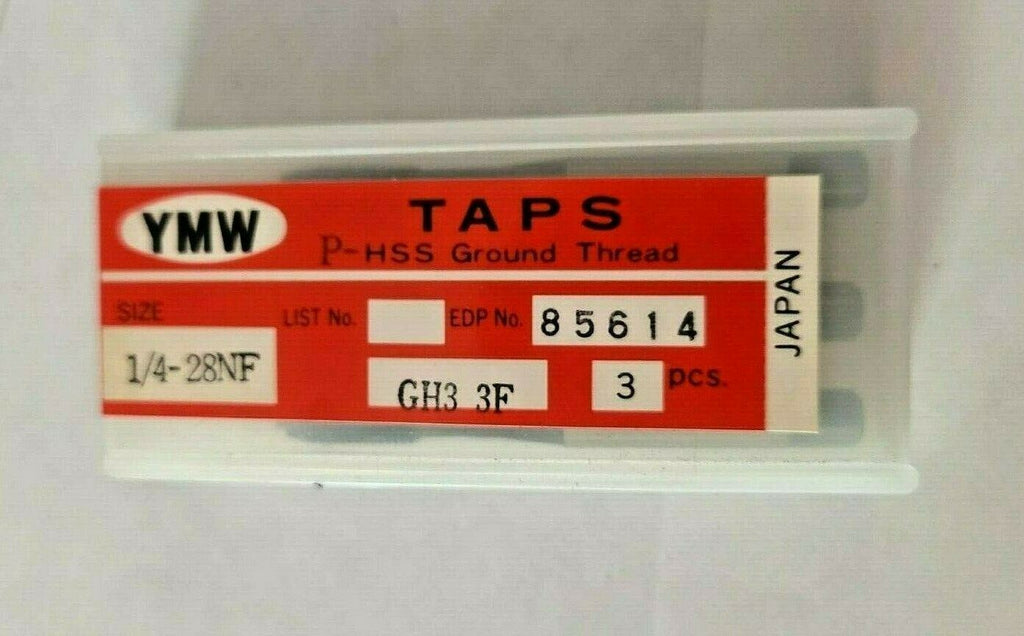 YMW
TAPS
P-HSS Ground Thread
SIZE
1/4-28NF
LIST No.
EDP No. 85614
GH3 3F
3 pcs.
JAPAN